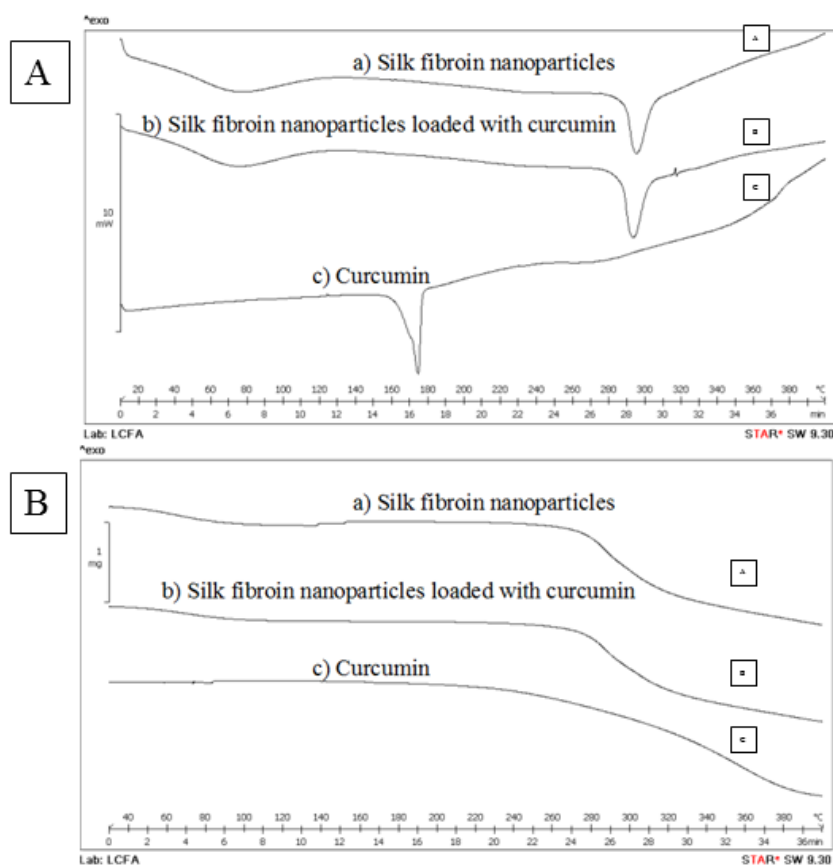 ^exo
A
a) Silk fibroin nanoparticles
A
b) Silk fibroin nanoparticles loaded with curcumin
B
C
10
mW
c) Curcumin
20 40 60 80 100 120 140 160 180 200 220 240 260 280 300 320 340 360 380 °C
0 2 4 6 8 10 12 14 16 18 20 22 24 26 28 30 32 34 36 min
Lab: LCFA STAR* SW 9.30
^exo
B
a) Silk fibroin nanoparticles
1
mg
A
b) Silk fibroin nanoparticles loaded with curcumin
B
c) Curcumin
C
40 60 80 100 120 140 160 180 200 220 240 260 280 300 320 340 360 380 °C
0 2 4 6 8 10 12 14 16 18 20 22 24 26 28 30 32 34 36min
Lab: LCFA STAR* SW 9.30